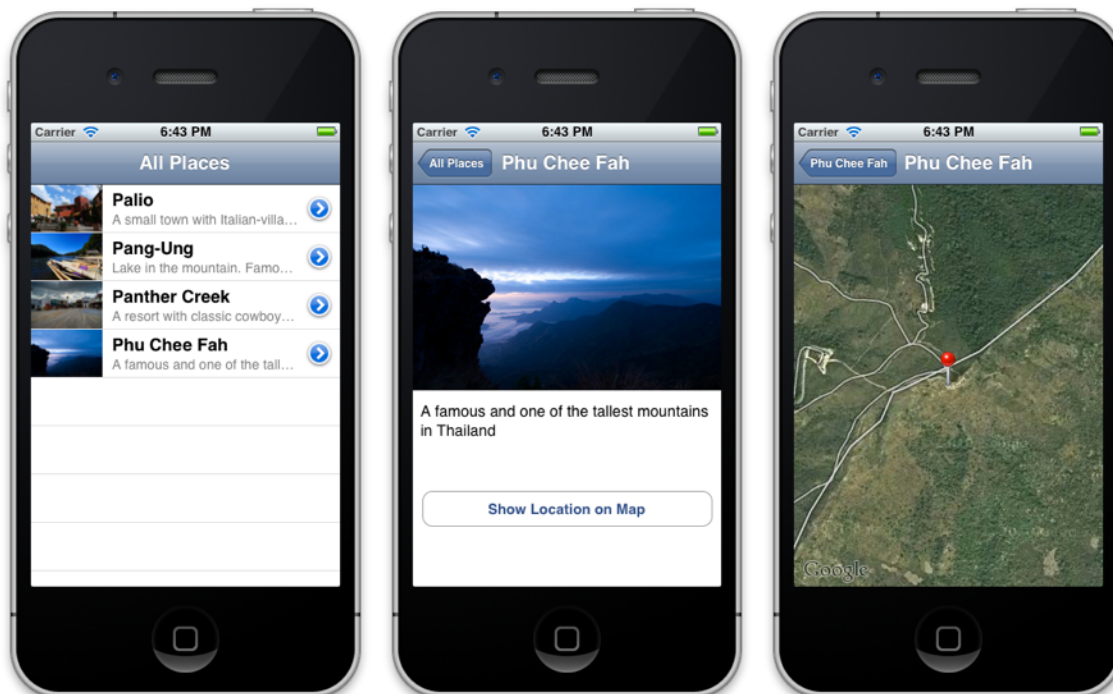 Carrier 6:43 PM
All Places
Palio
A small town with Italian-villa...
Pang-Ung
Lake in the mountain. Famo...
Panther Creek
A resort with classic cowboy...
Phu Chee Fah
A famous and one of the tall...
Carrier 6:43 PM
All Places Phu Chee Fah
A famous and one of the tallest mountains
in Thailand
Show Location on Map
Carrier 6:43 PM
Phu Chee Fah Phu Chee Fah
Google